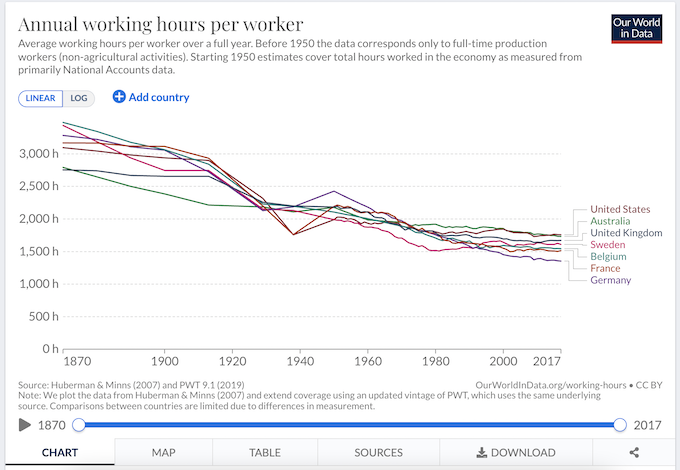 Annual working hours per worker
Our World
in Data
Average working hours per worker over a full year. Before 1950 the data corresponds only to full-time production
workers (non-agricultural activities). Starting 1950 estimates cover total hours worked in the economy as measured from
primarily National Accounts data.
LINEAR LOG Add country
3,000 h
2,500 h
2,000 h
1,500 h
1,000 h
500 h
0 h
United States
Australia
United Kingdom
Sweden
Belgium
France
Germany
1870 1900 1920 1940 1960 1980 2000 2017
Source: Huberman & Minns (2007) and PWT 9.1 (2019) OurWorldInData.org/working-hours • CC BY
Note: We plot the data from Huberman & Minns (2007) and extend coverage using an updated vintage of PWT, which uses the same underlying
source. Comparisons between countries are limited due to differences in measurement.
1870 2017
CHART MAP TABLE SOURCES DOWNLOAD